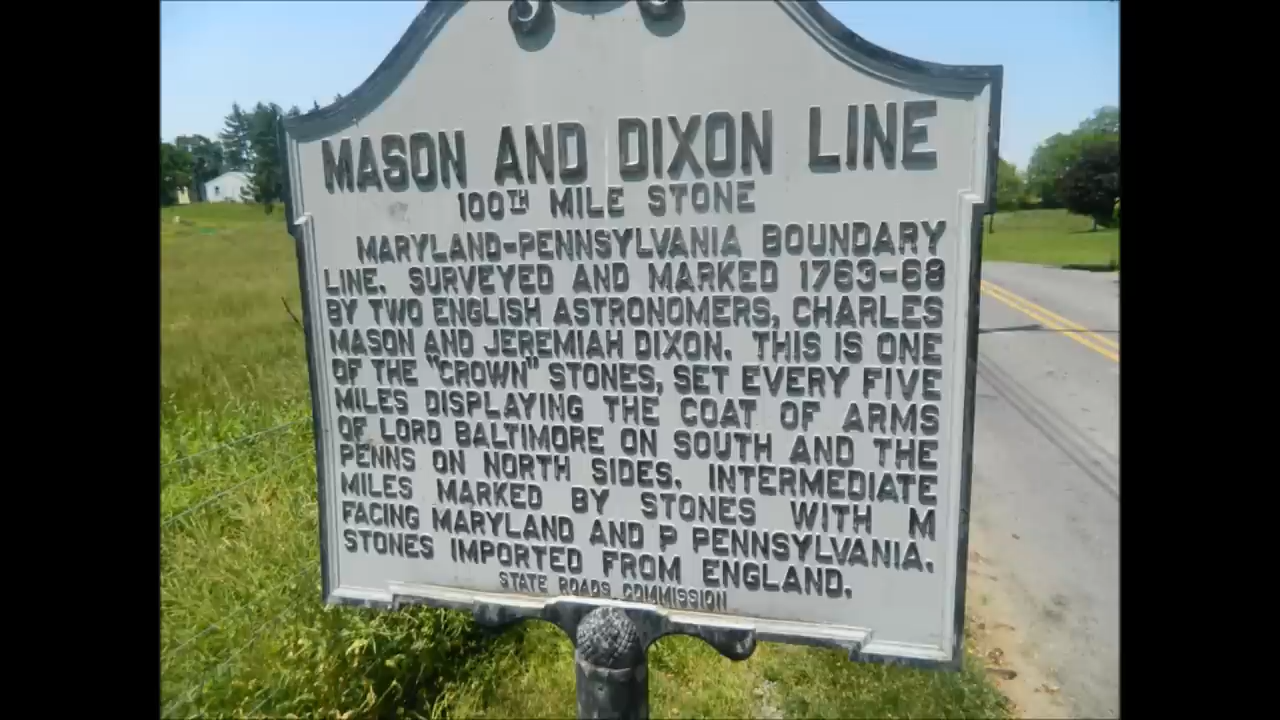 MASON AND DIXON LINE
100TH MILE STONE
MARYLAND-PENNSYLVANIA BOUNDARY
LINE. SURVEYED AND MARKED 1763-68
BY TWO ENGLISH ASTRONOMERS, CHARLES
MASON AND JEREMIAH DIXON. THIS IS ONE
OF THE "CROWN" STONES, SET EVERY FIVE
MILES DISPLAYING THE COAT OF ARMS
OF LORD BALTIMORE ON SOUTH AND THE
PENNS ON NORTH SIDES. INTERMEDIATE
MILES MARKED BY STONES WITH M
FACING MARYLAND AND P PENNSYLVANIA.
STONES IMPORTED FROM ENGLAND.
STATE ROADS COMMISSION